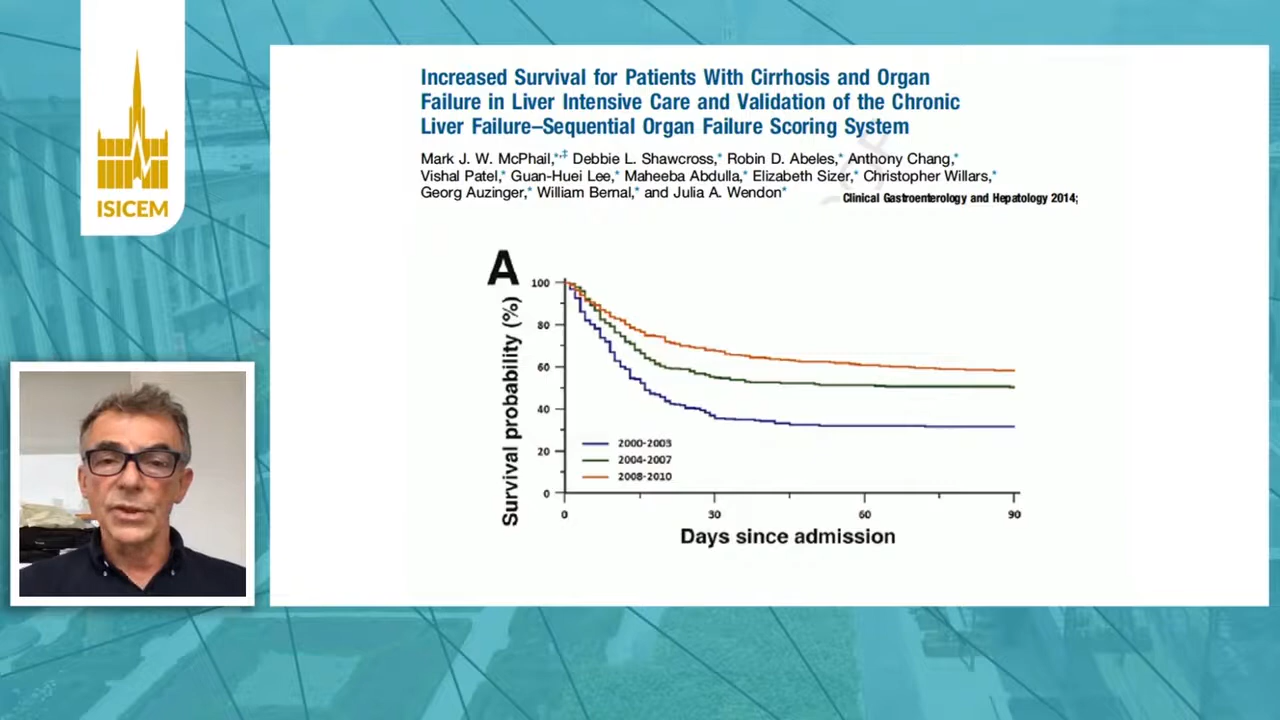 ISICEM
Increased Survival for Patients With Cirrhosis and Organ
Failure in Liver Intensive Care and Validation of the Chronic
Liver Failure–Sequential Organ Failure Scoring System
Mark J. W. McPhail,*,‡ Debbie L. Shawcross,* Robin D. Abeles,* Anthony Chang,*
Vishal Patel,* Guan-Huei Lee,* Maheeba Abdulla,* Elizabeth Sizer,* Christopher Willars,*
Georg Auzinger,* William Bernal,* and Julia A. Wendon*
Clinical Gastroenterology and Hepatology 2014;
A
Survival probability (%)
100
80
60
40
20
0
2000-2003
2004-2007
2008-2010
0 30 60 90
Days since admission